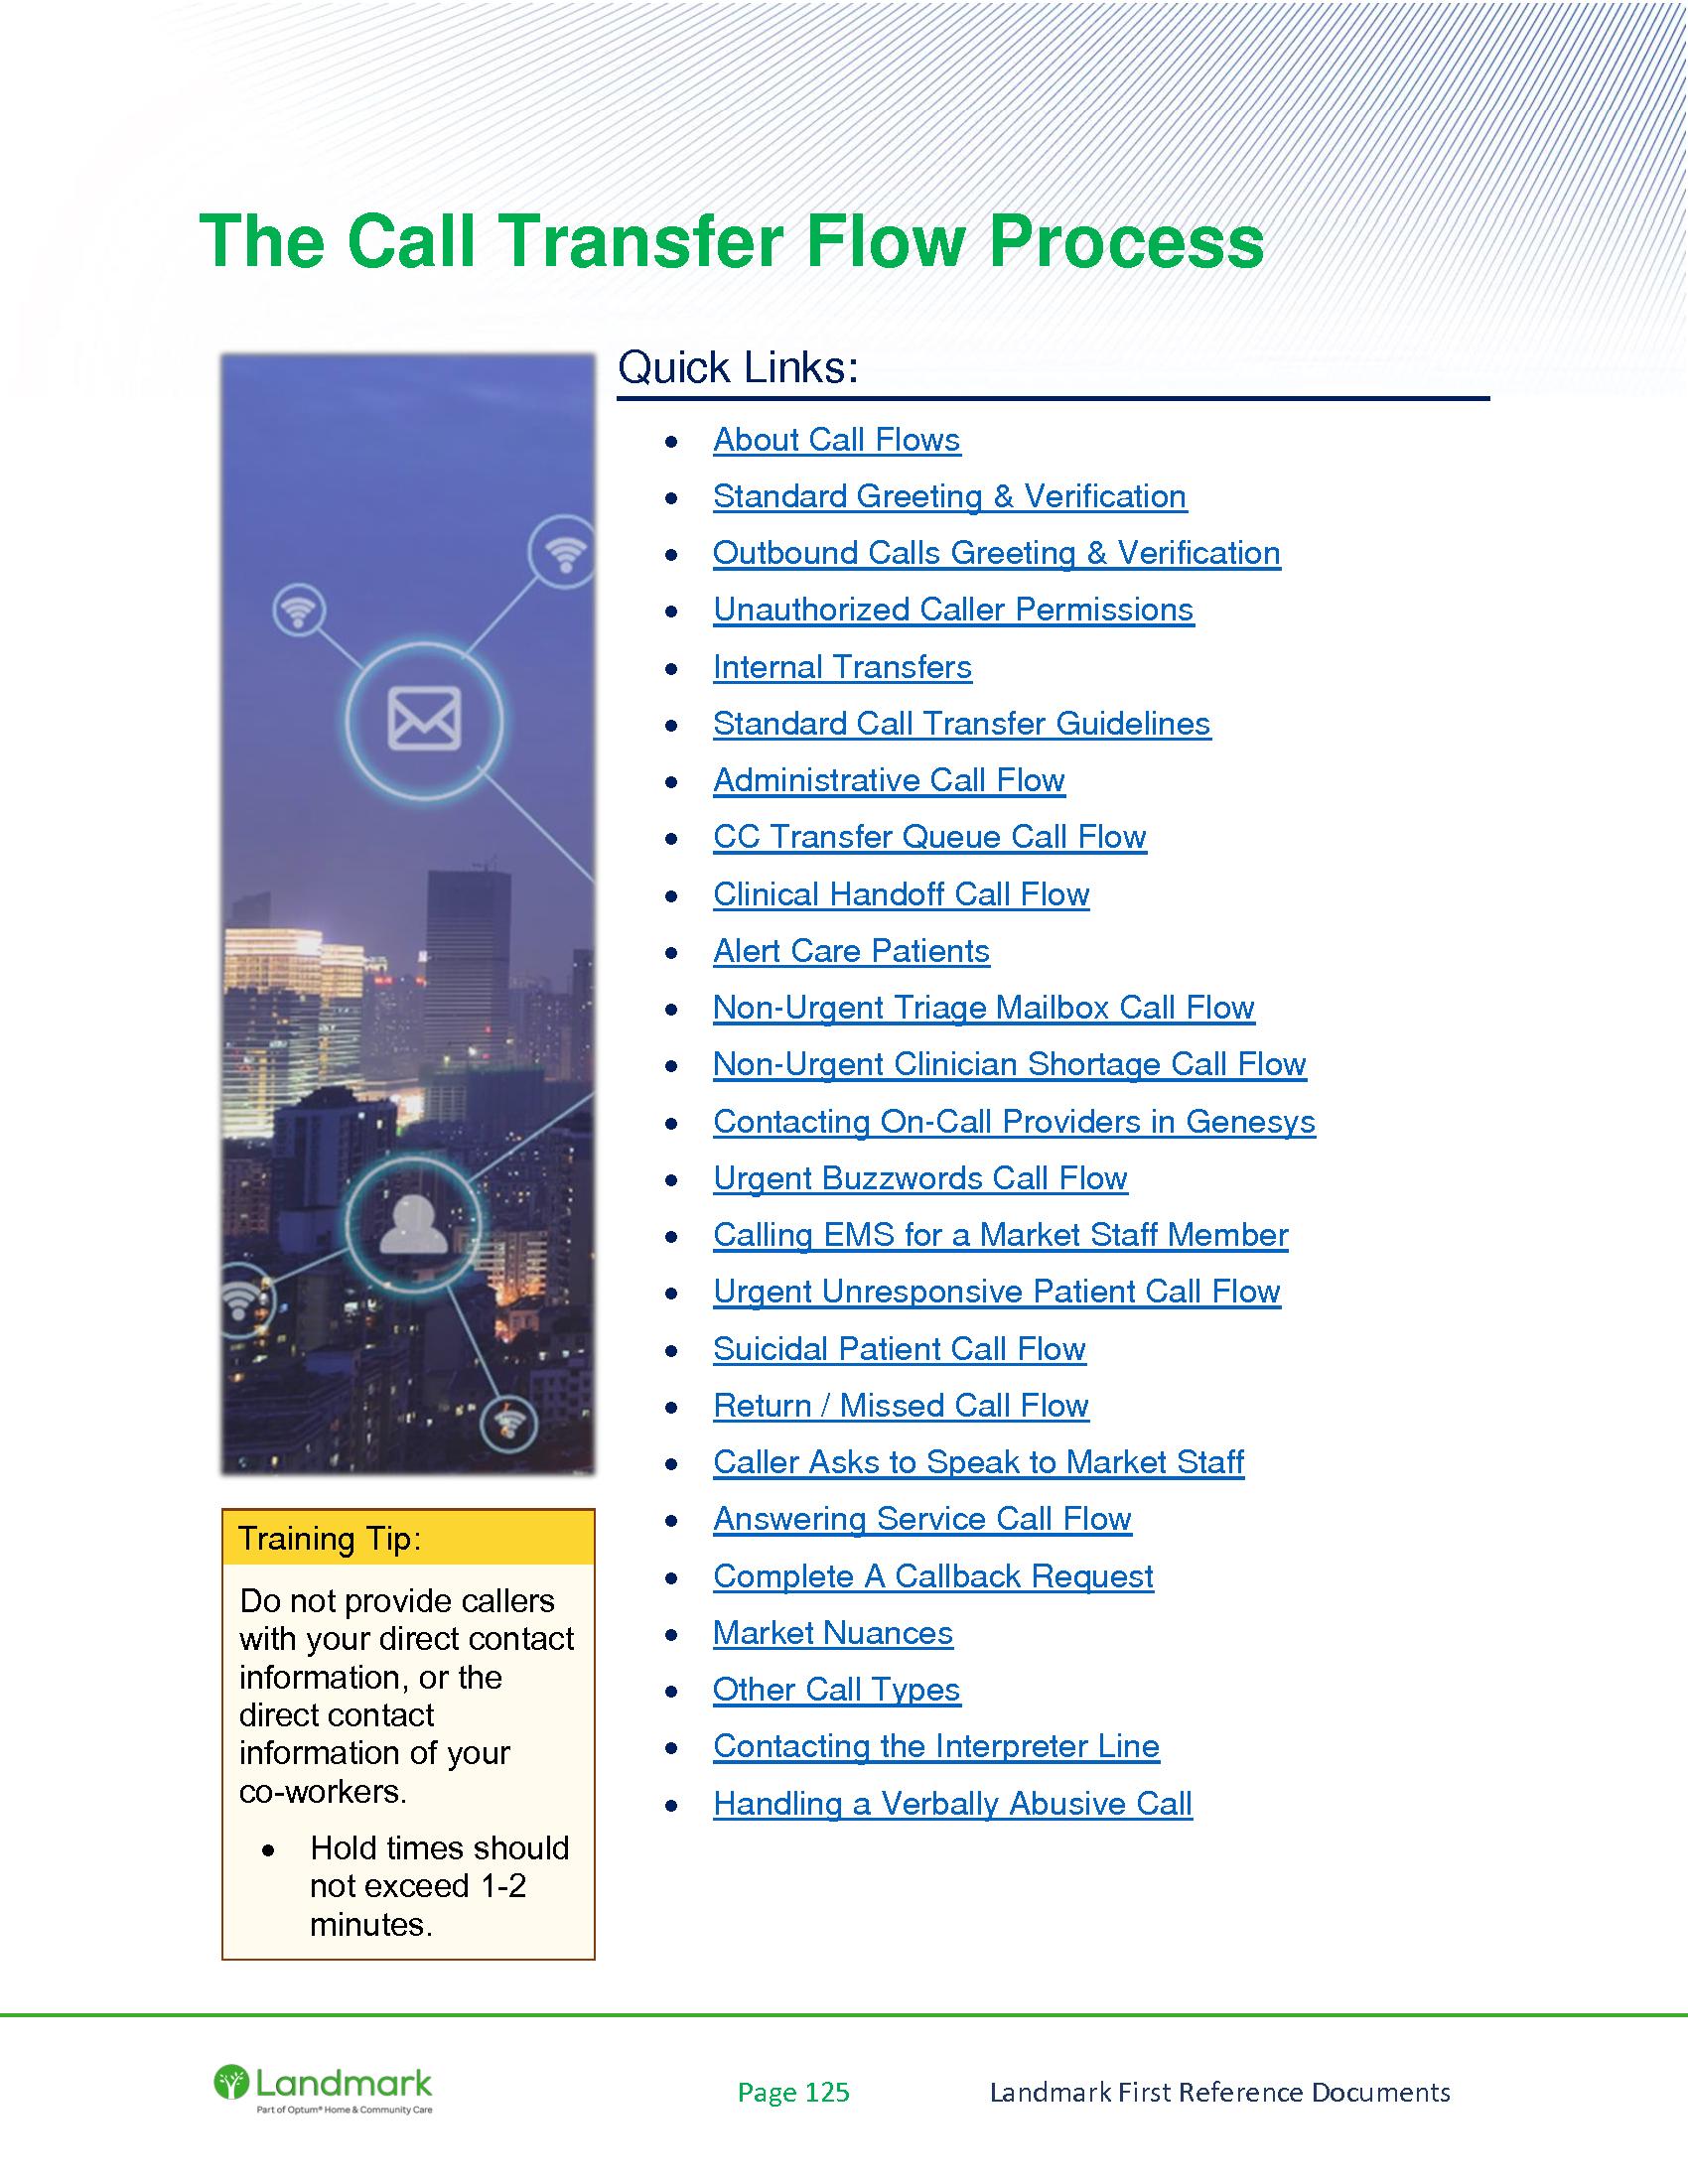 The Call Transfer Flow Process
Quick Links:
• About Call Flows
• Standard Greeting & Verification
• Outbound Calls Greeting & Verification
• Unauthorized Caller Permissions
• Internal Transfers
• Standard Call Transfer Guidelines
• Administrative Call Flow
• CC Transfer Queue Call Flow
• Clinical Handoff Call Flow
• Alert Care Patients
• Non-Urgent Triage Mailbox Call Flow
• Non-Urgent Clinician Shortage Call Flow
• Contacting On-Call Providers in Genesys
• Urgent Buzzwords Call Flow
• Calling EMS for a Market Staff Member
• Urgent Unresponsive Patient Call Flow
• Suicidal Patient Call Flow
• Return / Missed Call Flow
• Caller Asks to Speak to Market Staff
• Answering Service Call Flow
• Complete A Callback Request
• Market Nuances
• Other Call Types
• Contacting the Interpreter Line
• Handling a Verbally Abusive Call
Training Tip:
Do not provide callers
with your direct contact
information, or the
direct contact
information of your
co-workers.
• Hold times should
not exceed 1-2
minutes.
Landmark
Part of Optum® Home & Community Care
Page 125
Landmark First Reference Documents